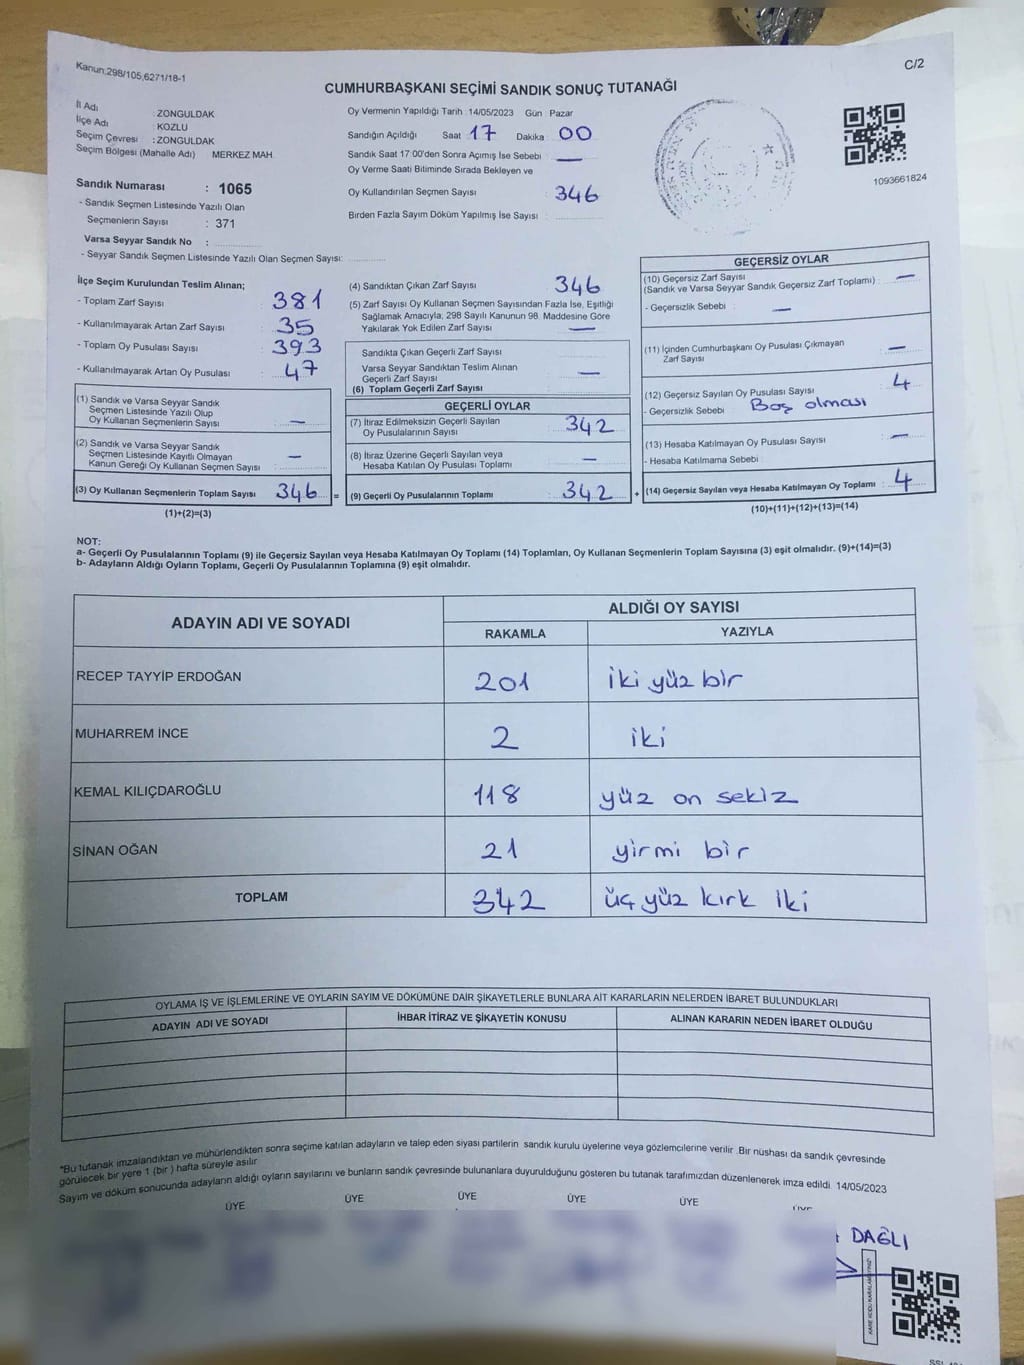 Kanun:298/105,6271/18-1
C/2
CUMHURBAŞKANI SEÇİMİ SANDIK SONUÇ TUTANAĞI
İl Adı : ZONGULDAK
İlçe Adı : KOZLU
Seçim Çevresi : ZONGULDAK
Seçim Bölgesi (Mahalle Adı) MERKEZ MAH.
Sandık Numarası : 1065
- Sandık Seçmen Listesinde Yazılı Olan
Seçmenlerin Sayısı : 371
Varsa Seyyar Sandık No :
- Seyyar Sandık Seçmen Listesinde Yazılı Olan Seçmen Sayısı:
Oy Vermenin Yapıldığı Tarih :14/05/2023 Gün Pazar
Sandığın Açıldığı Saat 17 Dakika 00
Sandık Saat 17:00'den Sonra Açımış İse Sebebi : —
Oy Verme Saati Bitiminde Sırada Bekleyen ve
Oy Kullandırılan Seçmen Sayısı : 346
Birden Fazla Sayım Döküm Yapılmış İse Sayısı :
1093661824
İlçe Seçim Kurulundan Teslim Alınan;
- Toplam Zarf Sayısı : 381
- Kullanılmayarak Artan Zarf Sayısı : 35
- Toplam Oy Pusulası Sayısı : 393
- Kullanılmayarak Artan Oy Pusulası : 47
(1) Sandık ve Varsa Seyyar Sandık
Seçmen Listesinde Yazılı Olup
Oy Kullanan Seçmenlerin Sayısı : —
(2) Sandık ve Varsa Seyyar Sandık
Seçmen Listesinde Kayıtlı Olmayan
Kanun Gereği Oy Kullanan Seçmen Sayısı : —
(3) Oy Kullanan Seçmenlerin Toplam Sayısı : 346 =
(1)+(2)=(3)
(4) Sandıktan Çıkan Zarf Sayısı : 346
(5) Zarf Sayısı Oy Kullanan Seçmen Sayısından Fazla İse, Eşitliği
Sağlamak Amacıyla; 298 Sayılı Kanunun 98. Maddesine Göre
Yakılarak Yok Edilen Zarf Sayısı : —
Sandıkta Çıkan Geçerli Zarf Sayısı :
Varsa Seyyar Sandıktan Teslim Alınan
Geçerli Zarf Sayısı : —
(6) Toplam Geçerli Zarf Sayısı :
GEÇERLİ OYLAR
(7) İtiraz Edilmeksizin Geçerli Sayılan
Oy Pusulalarının Sayısı : 342
(8) İtiraz Üzerine Geçerli Sayılan veya
Hesaba Katılan Oy Pusulası Toplamı : —
(9) Geçerli Oy Pusulalarının Toplamı : 342 +
GEÇERSİZ OYLAR
(10) Geçersiz Zarf Sayısı
(Sandık ve Varsa Seyyar Sandık Geçersiz Zarf Toplamı) : —
- Geçersizlik Sebebi : —
(11) İçinden Cumhurbaşkanı Oy Pusulası Çıkmayan
Zarf Sayısı : —
(12) Geçersiz Sayılan Oy Pusulası Sayısı : 4
- Geçersizlik Sebebi : Boş olması
(13) Hesaba Katılmayan Oy Pusulası Sayısı : —
- Hesaba Katılmama Sebebi :
(14) Geçersiz Sayılan veya Hesaba Katılmayan Oy Toplamı : 4
(10)+(11)+(12)+(13)=(14)
NOT:
a- Geçerli Oy Pusulalarının Toplamı (9) ile Geçersiz Sayılan veya Hesaba Katılmayan Oy Toplamı (14) Toplamları, Oy Kullanan Seçmenlerin Toplam Sayısına (3) eşit olmalıdır. (9)+(14)=(3)
b- Adayların Aldığı Oyların Toplamı, Geçerli Oy Pusulalarının Toplamına (9) eşit olmalıdır.
ADAYIN ADI VE SOYADI ALDIĞI OY SAYISI
RAKAMLA YAZIYLA
RECEP TAYYİP ERDOĞAN 201 iki yüz bir
MUHARREM İNCE 2 iki
KEMAL KILIÇDAROĞLU 118 yüz on sekiz
SİNAN OĞAN 21 yirmi bir
TOPLAM 342 üç yüz kırk iki
OYLAMA İŞ VE İŞLEMLERİNE VE OYLARIN SAYIM VE DÖKÜMÜNE DAİR ŞİKAYETLERLE BUNLARA AİT KARARLARIN NELERDEN İBARET BULUNDUKLARI
ADAYIN ADI VE SOYADI İHBAR İTİRAZ VE ŞİKAYETİN KONUSU ALINAN KARARIN NEDEN İBARET OLDUĞU
"Bu tutanak imzalandıktan ve mühürlendikten sonra seçime katılan adayların ve talep eden siyası partilerin sandık kurulu üyelerine veya gözlemcilerine verilir .Bir nüshası da sandık çevresinde
görülecek bir yere 1 (bir ) hafta süreyle asılır
Sayım ve döküm sonucunda adayların aldığı oyların sayılarını ve bunların sandık çevresinde bulunanlara duyurulduğunu gösteren bu tutanak tarafımızdan düzenlenerek imza edildi. 14/05/2023
ÜYE ÜYE ÜYE ÜYE ÜYE
DAĞLI